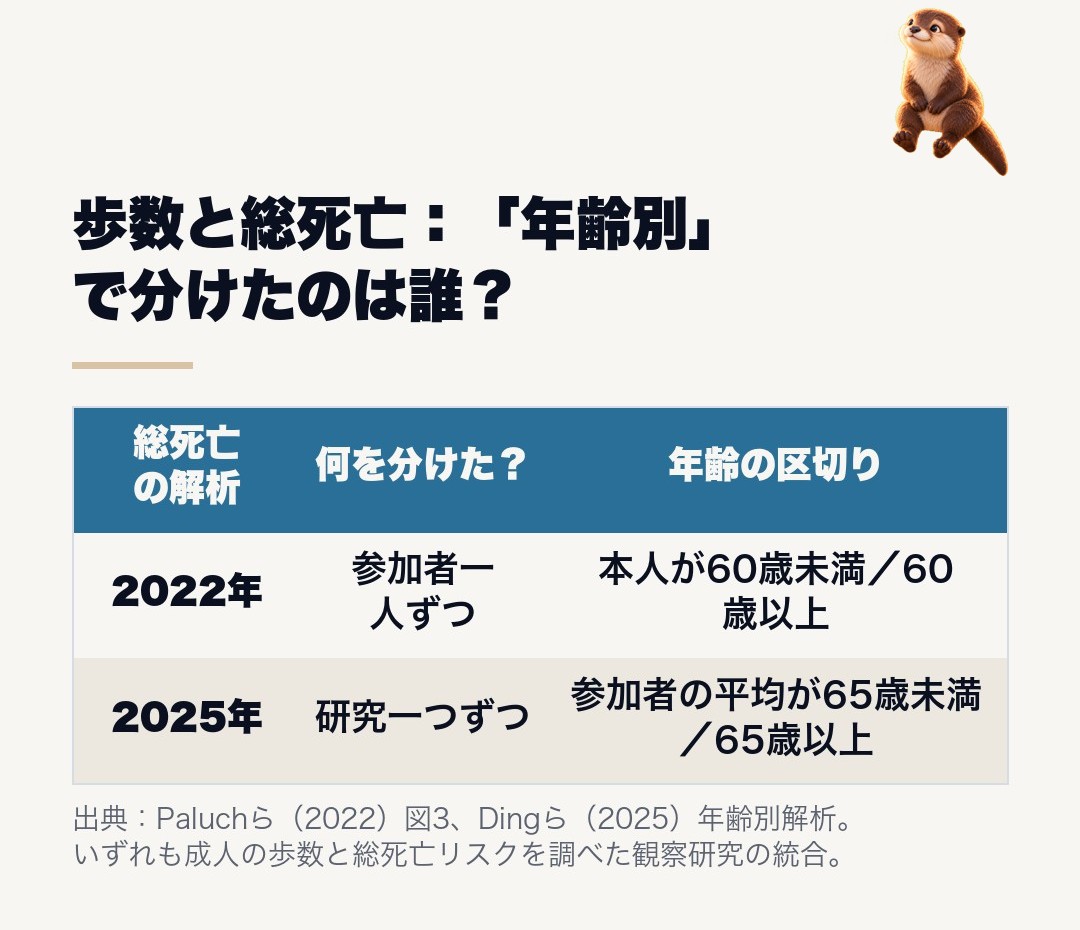 歩数と総死亡：「年齢別」
で分けたのは誰？
総死亡
の解析
何を分けた？
年齢の区切り
2022年
参加者一
人ずつ
本人が60歳未満／60
歳以上
2025年
研究一つずつ
参加者の平均が65歳未満
／65歳以上
出典：Paluchら（2022）図3、Dingら（2025）年齢別解析。
いずれも成人の歩数と総死亡リスクを調べた観察研究の統合。